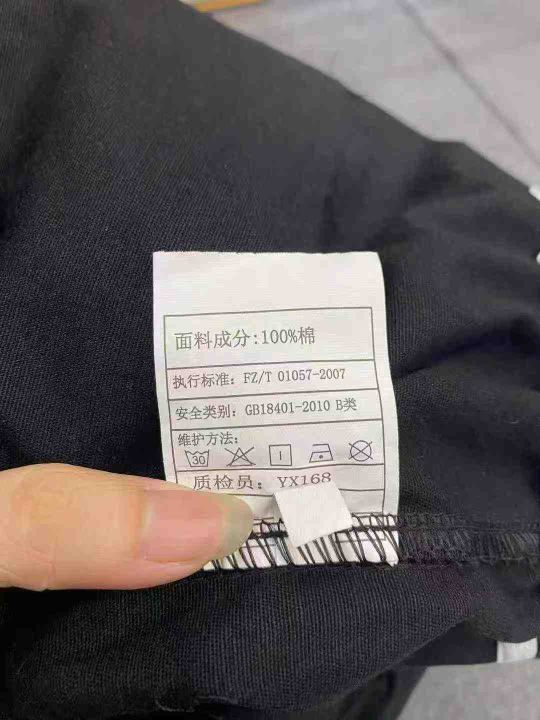 面料成分:100%棉
执行标准: FZ/T 01057-2007
安全类别: GB18401-2010 B类
维护方法:
30
质检员: YX168